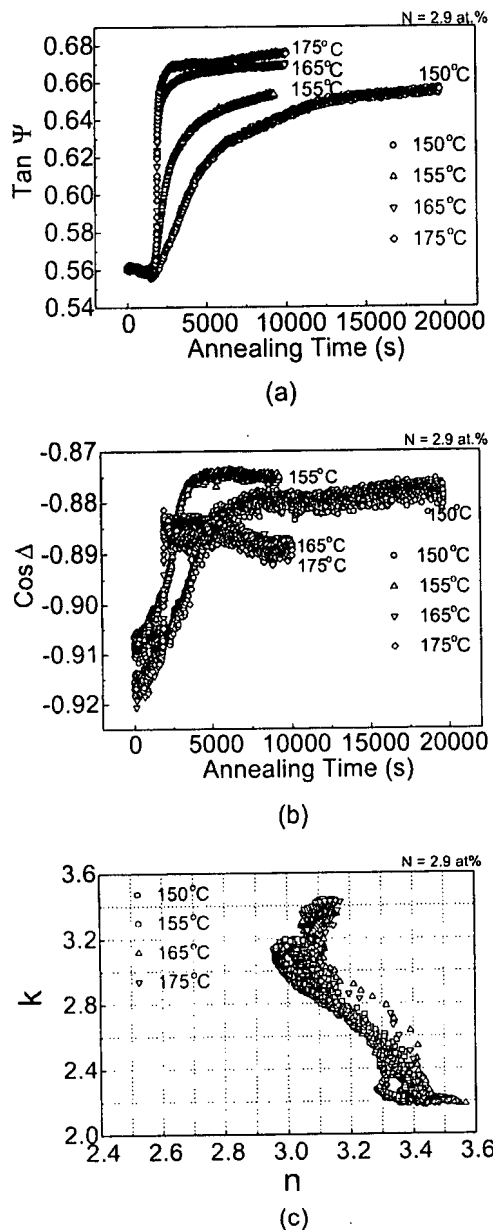 N = 2.9 at.%
Tan Ψ
0.68
0.66
0.64
0.62
0.60
0.58
0.56
0.54
175°C
165°C
155°C
150°C
150°C
155°C
165°C
175°C
0 5000 10000 15000 20000
Annealing Time (s)
(a)
N = 2.9 at.%
Cos Δ
-0.87
-0.88
-0.89
-0.90
-0.91
-0.92
155°C
150°C
165°C
175°C
150°C
155°C
165°C
175°C
0 5000 10000 15000 20000
Annealing Time (s)
(b)
N = 2.9 at%
k
3.6
3.2
2.8
2.4
2.0
150°C
155°C
165°C
175°C
2.4 2.6 2.8 3.0 3.2 3.4 3.6
n
(c)